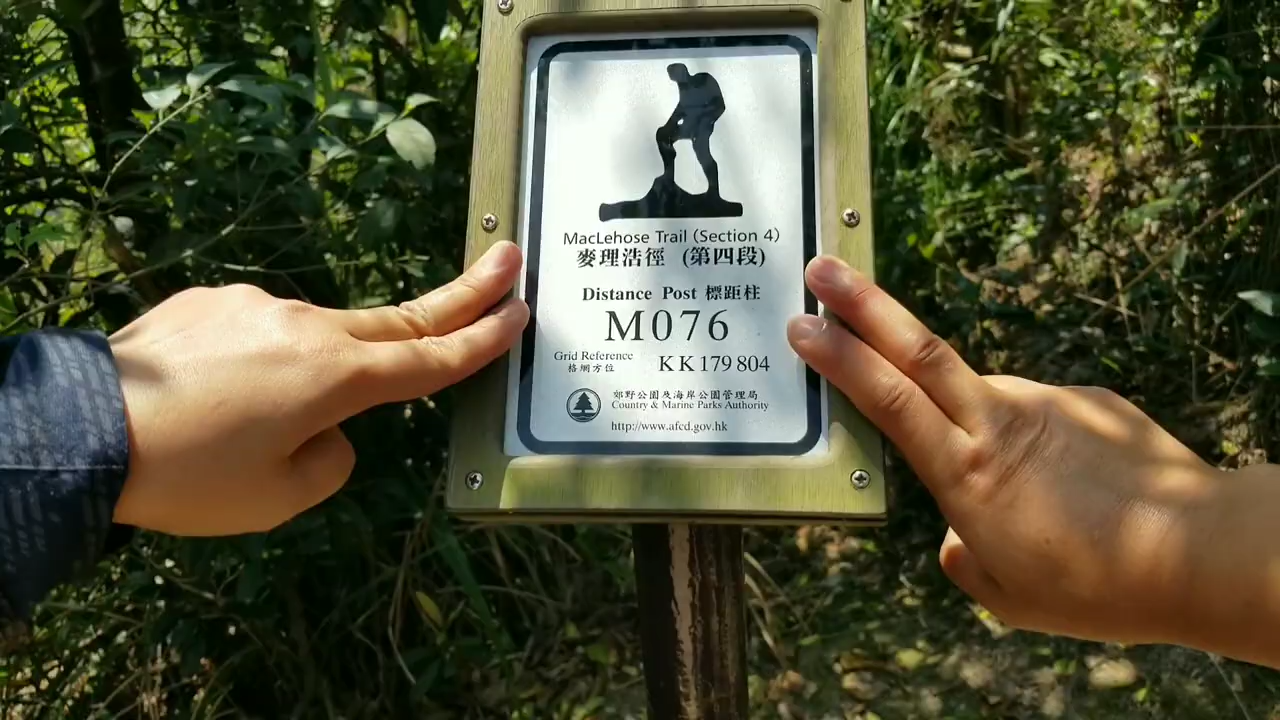 MacLehose Trail (Section 4)
麥理浩徑 (第四段)
Distance Post 標距柱
M076
Grid Reference KK 179 804
格網方位
郊野公園及海岸公園管理局
Country & Marine Parks Authority
http://www.afcd.gov.hk